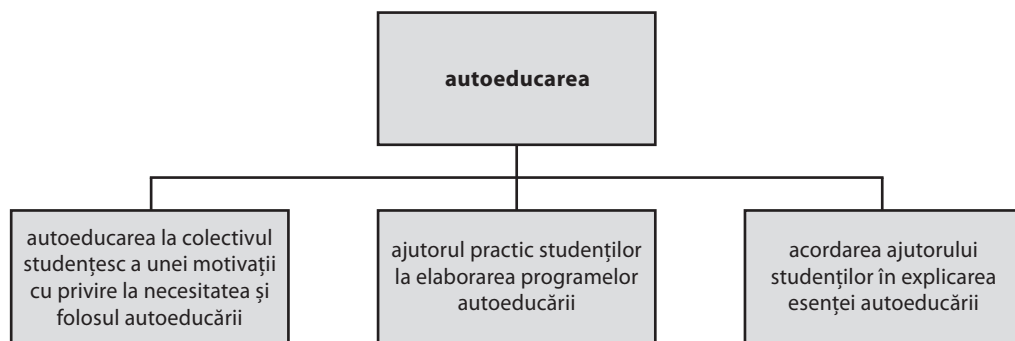 autoeducarea
autoeducarea la colectivul
studențesc a unei motivații
cu privire la necesitatea și
folosul autoeducării
ajutorul practic studenților
la elaborarea programelor
autoeducării
acordarea ajutorului
studenților în explicarea
esenței autoeducării